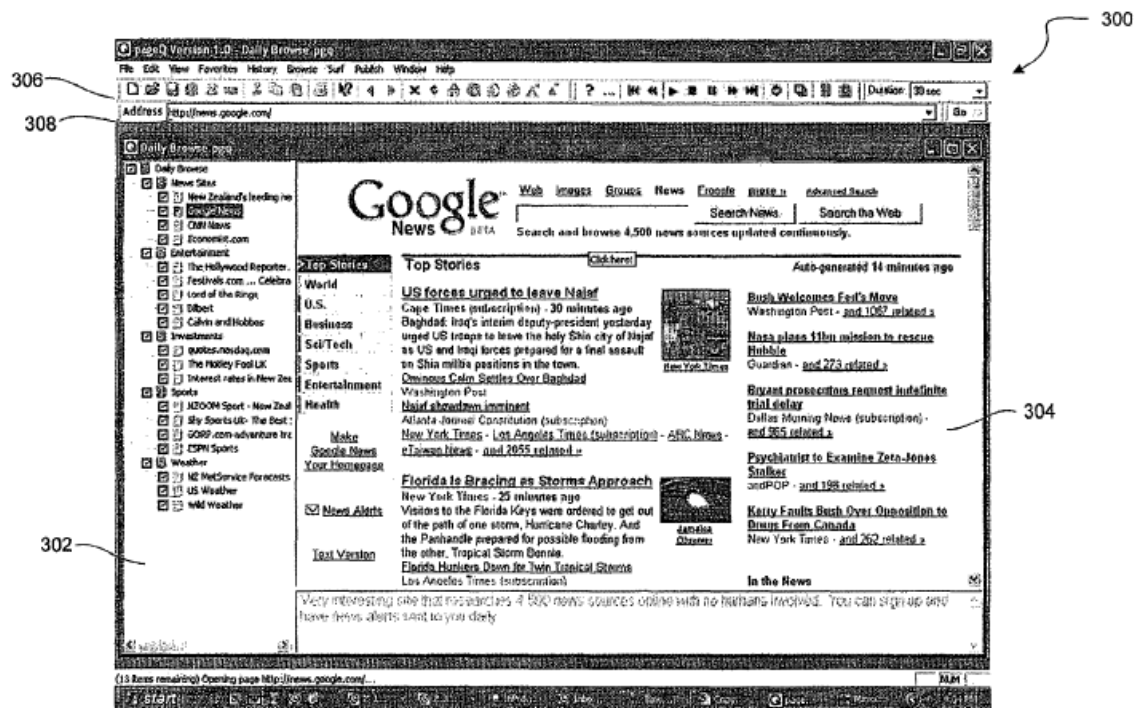 300
pageQ Version 1.0 - Daily Browse.pgq
File Edit View Favorites History Browse Surf Publish Window Help
306
Duration: 30 sec
308
Address http://news.google.com/
Go
Daily Browse.pgq
Daily Browse
News Sites
New Zealand's leading ne
Google News
CNN News
Economist.com
Entertainment
The Hollywood Reporter.
Festivals.com ... Celebra
Lord of the Rings
Dilbert
Calvin and Hobbes
Investments
quotes.nasdaq.com
The Motley Fool UK
Interest rates in New Zea
Sports
NZOOM Sport - New Zeal
Sky Sports Uk- The Best
GORP.com-adventure tra
ESPN Sports
Weather
NZ MetService Forecasts
US Weather
Wild Weather
302
Google
News BETA
Web Images Groups News Froogle more » Advanced Search
Search News Search the Web
Search and browse 4,500 news sources updated continuously.
Click here!
Top Stories
World
U.S.
Business
Sci/Tech
Sports
Entertainment
Health
Make
Google News
Your Homepage
News Alerts
Text Version
Top Stories
Auto-generated 14 minutes ago
US forces urged to leave Najaf
Cape Times (subscription) - 30 minutes ago
Baghdad: Iraq's interim deputy-president yesterday
urged US troops to leave the holy Shia city of Najaf
as US and Iraqi forces prepared for a final assault
on Shia militia positions in the town.
Ominous Calm Settles Over Baghdad
Washington Post
Najaf showdown imminent
Atlanta Journal Constitution (subscription)
New York Times - Los Angeles Times (subscription) - ABC News -
eTaiwan News - and 2055 related »
New York Times
Florida Is Bracing as Storms Approach
New York Times - 25 minutes ago
Visitors to the Florida Keys were ordered to get out
of the path of one storm, Hurricane Charley. And
the Panhandle prepared for possible flooding from
the other, Tropical Storm Bonnie.
Florida Hunkers Down for Twin Tropical Storms
Los Angeles Times (subscription)
Jamaica
Observer
Bush Welcomes Fed's Move
Washington Post - and 1067 related »
Nasa plans $1bn mission to rescue
Hubble
Guardian - and 273 related »
Bryant prosecutors request indefinite
trial delay
Dallas Morning News (subscription) -
and 965 related »
304
Psychiatrist to Examine Zeta-Jones
Stalker
andPOP - and 198 related »
Kerry Faults Bush Over Opposition to
Drugs From Canada
New York Times - and 262 related »
In the News
Very interesting site that researches 4 500 news sources online with no humans involved. You can sign up and
have news alerts sent to you daily
(13 items remaining) Opening page http://news.google.com/...
NUM
start